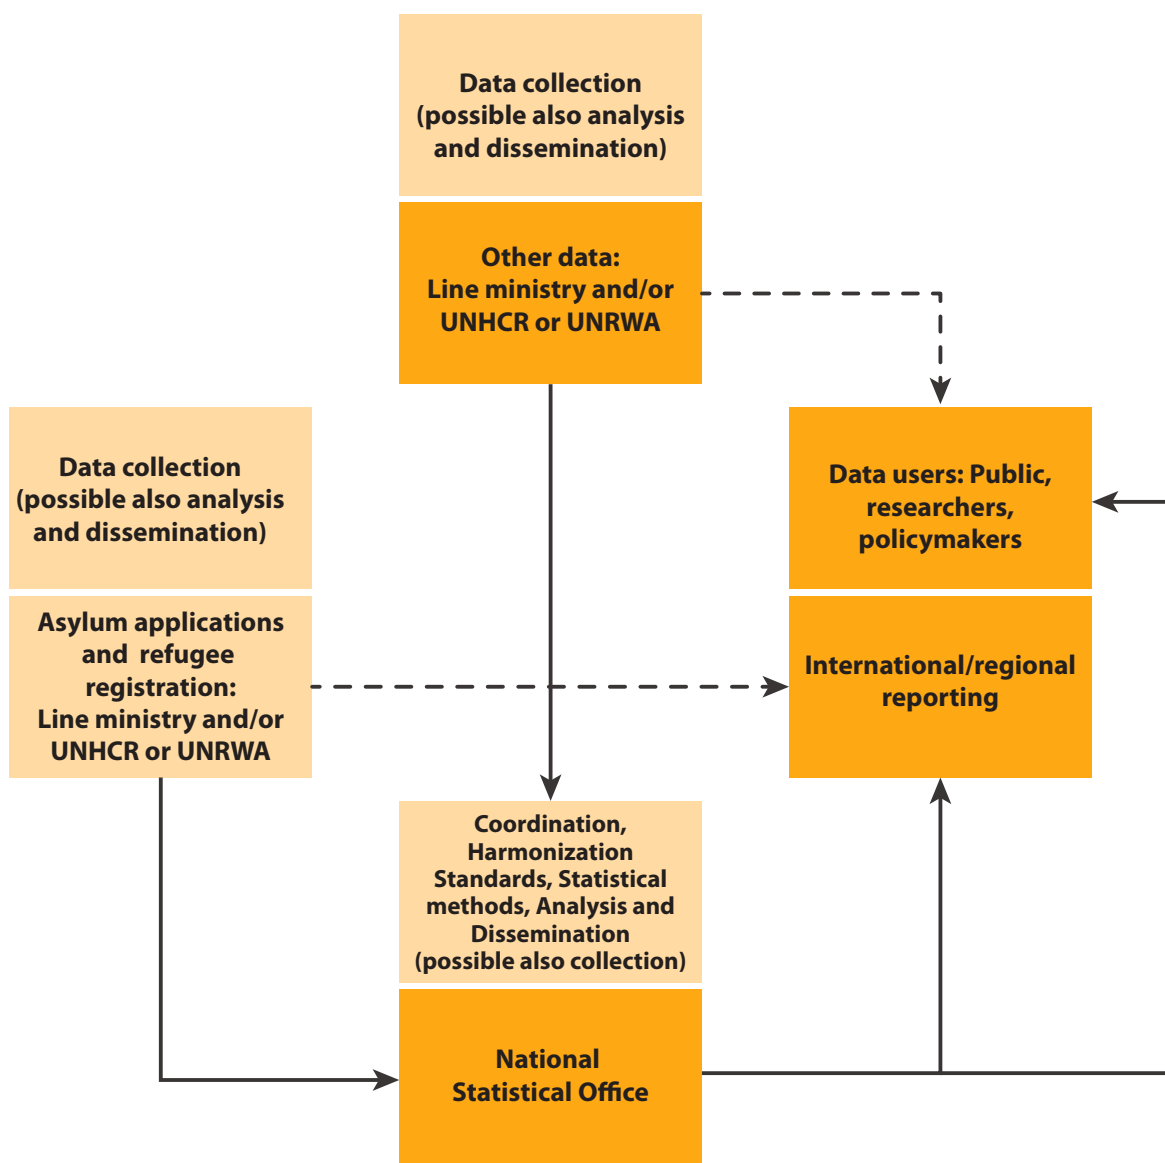 Data collection
(possible also analysis
and dissemination)
Other data:
Line ministry and/or
UNHCR or UNRWA
Data collection
(possible also analysis
and dissemination)
Asylum applications
and refugee
registration:
Line ministry and/or
UNHCR or UNRWA
Data users: Public,
researchers,
policymakers
International/regional
reporting
Coordination,
Harmonization
Standards, Statistical
methods, Analysis and
Dissemination
(possible also collection)
National
Statistical Office